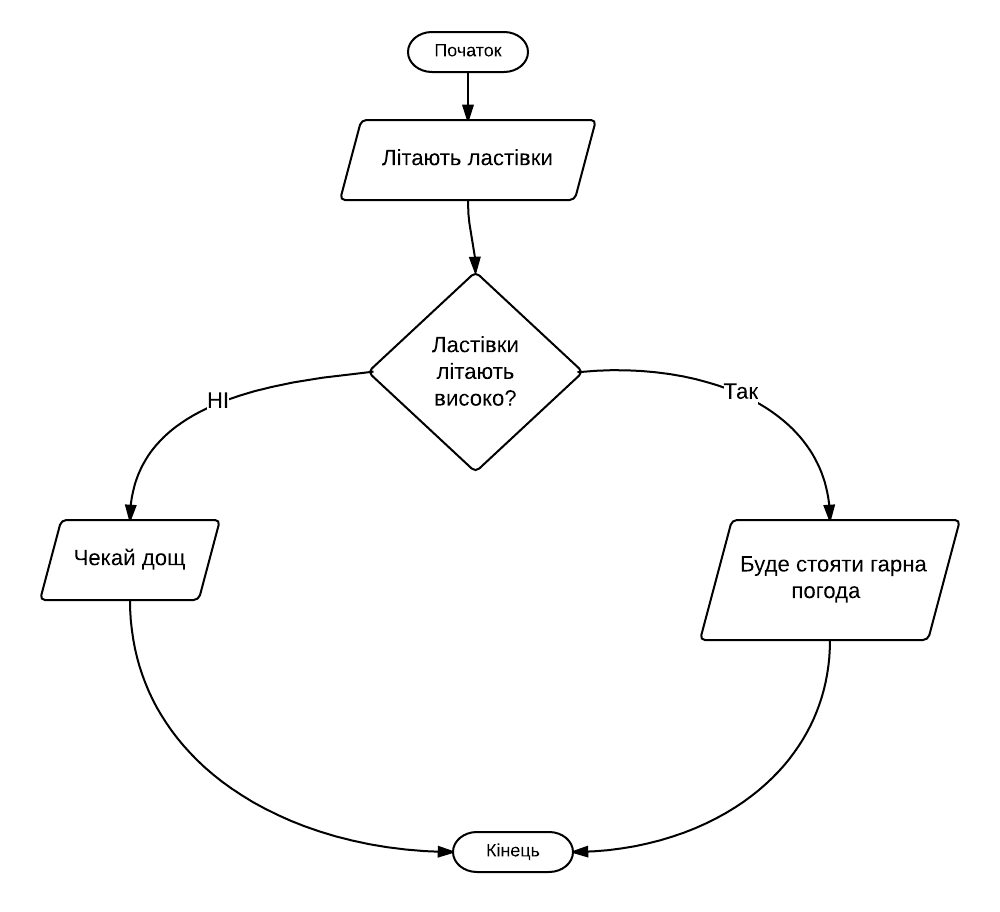 Початок
Літають ластівки
Ластівки
літають
високо?
НІ
Так
Чекай дощ
Буде стояти гарна
погода
Кінець